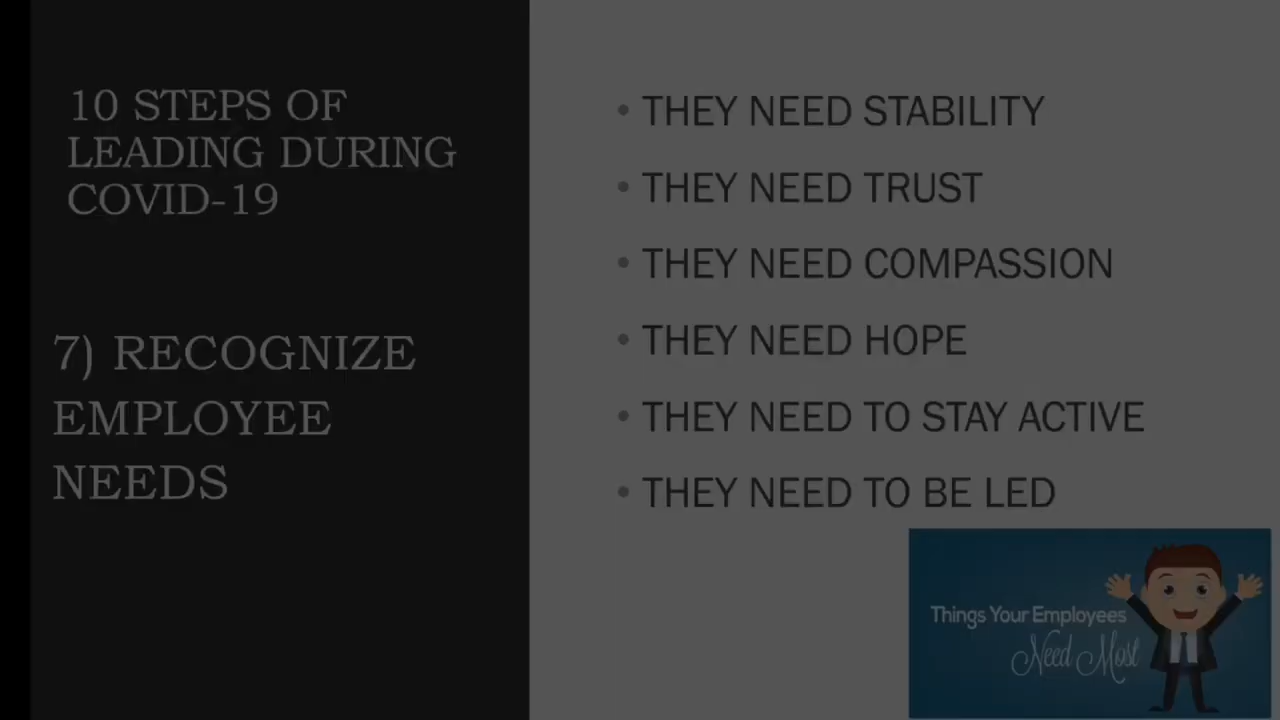 10 STEPS OF
LEADING DURING
COVID-19
7) RECOGNIZE
EMPLOYEE
NEEDS
• THEY NEED STABILITY
• THEY NEED TRUST
• THEY NEED COMPASSION
• THEY NEED HOPE
• THEY NEED TO STAY ACTIVE
• THEY NEED TO BE LED
Things Your Employees
Need Most